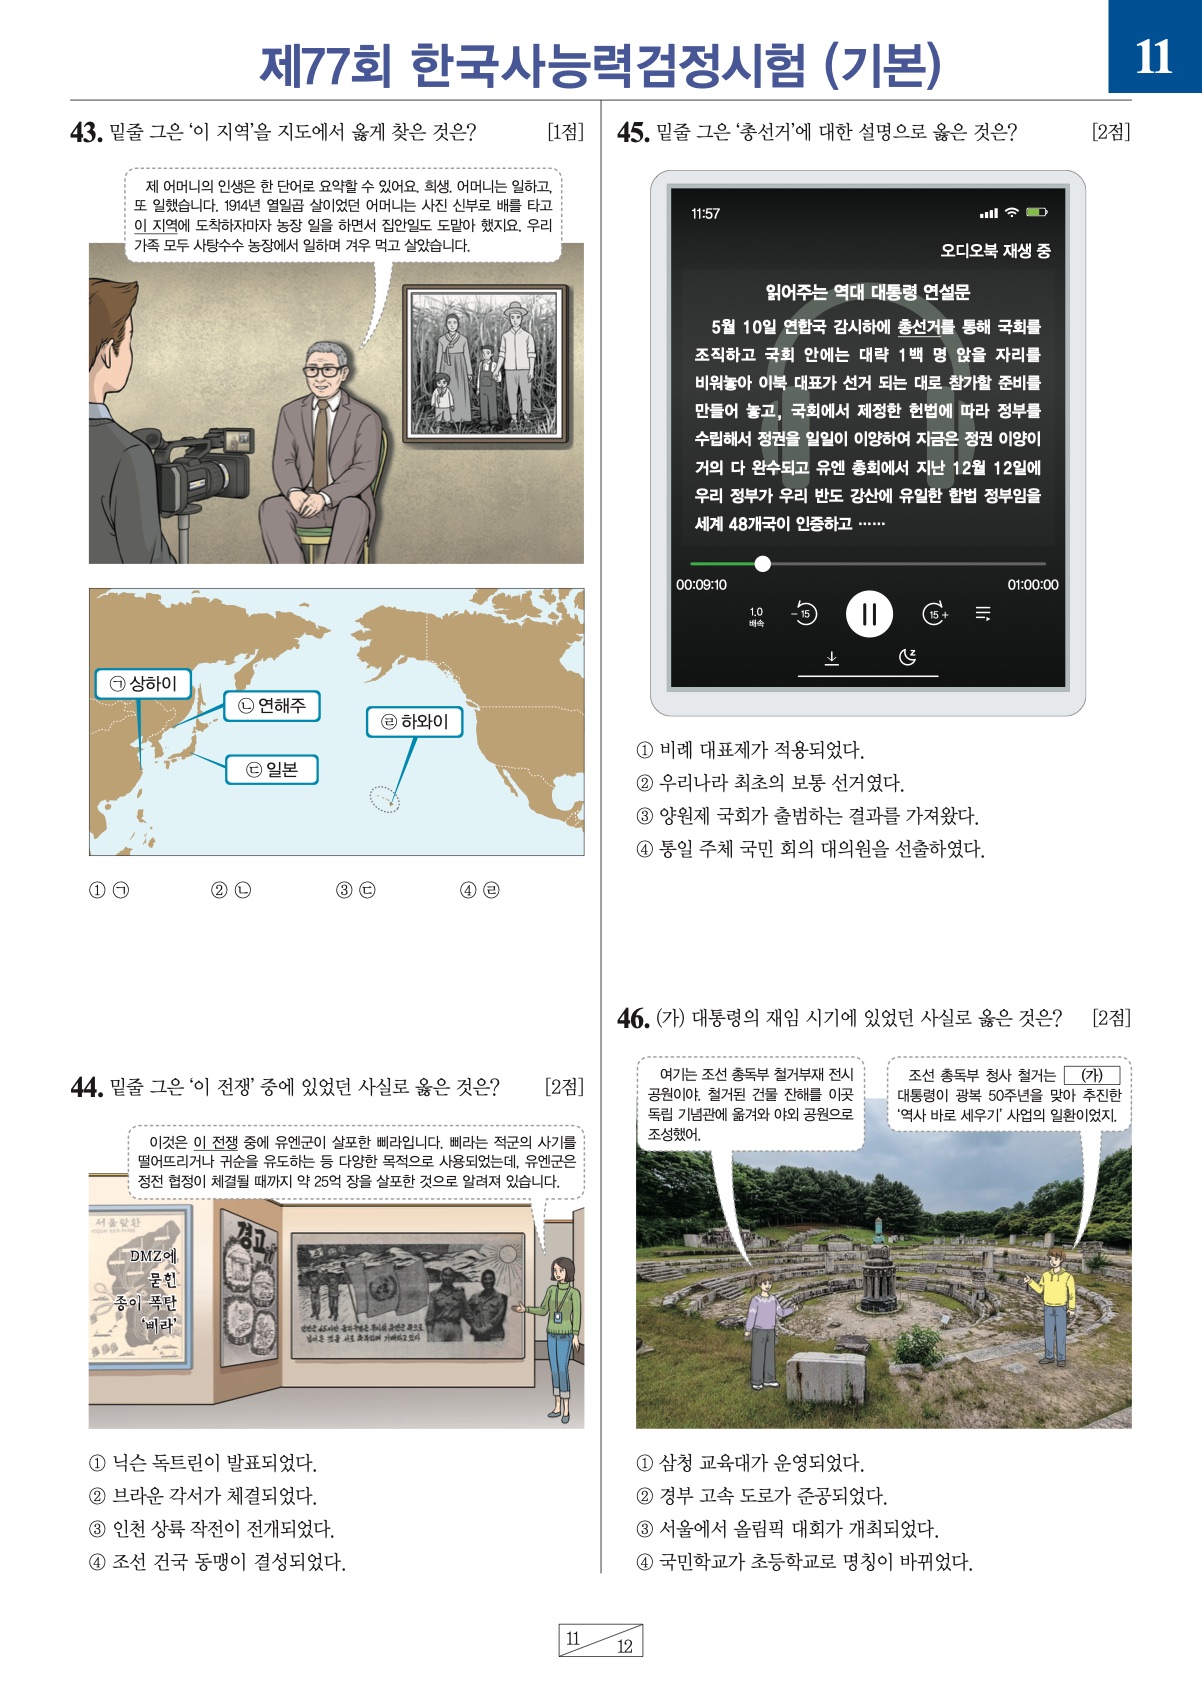 제77회 한국사능력검정시험 (기본)
11
43. 밑줄 그은 ‘이 지역’을 지도에서 옳게 찾은 것은? [1점]
제 어머니의 인생은 한 단어로 요약할 수 있어요. 희생. 어머니는 일하고,
또 일했습니다. 1914년 열일곱 살이었던 어머니는 사진 신부로 배를 타고
이 지역에 도착하자마자 농장 일을 하면서 집안일도 도맡아 했지요. 우리
가족 모두 사탕수수 농장에서 일하며 겨우 먹고 살았습니다.
㉠ 상하이
㉡ 연해주
㉣ 하와이
㉢ 일본
① ㉠ ② ㉡ ③ ㉢ ④ ㉣
44. 밑줄 그은 ‘이 전쟁’ 중에 있었던 사실로 옳은 것은? [2점]
이것은 이 전쟁 중에 유엔군이 살포한 삐라입니다. 삐라는 적군의 사기를
떨어뜨리거나 귀순을 유도하는 등 다양한 목적으로 사용되었는데, 유엔군은
정전 협정이 체결될 때까지 약 25억 장을 살포한 것으로 알려져 있습니다.
서울탈환
DMZ에
묻힌
종이 폭탄
‘삐라’
경고
① 닉슨 독트린이 발표되었다.
② 브라운 각서가 체결되었다.
③ 인천 상륙 작전이 전개되었다.
④ 조선 건국 동맹이 결성되었다.
45. 밑줄 그은 ‘총선거’에 대한 설명으로 옳은 것은? [2점]
11:57
오디오북 재생 중
읽어주는 역대 대통령 연설문
5월 10일 연합국 감시하에 총선거를 통해 국회를
조직하고 국회 안에는 대략 1백 명 앉을 자리를
비워놓아 이북 대표가 선거 되는 대로 참가할 준비를
만들어 놓고, 국회에서 제정한 헌법에 따라 정부를
수립해서 정권을 일일이 이양하여 지금은 정권 이양이
거의 다 완수되고 유엔 총회에서 지난 12월 12일에
우리 정부가 우리 반도 강산에 유일한 합법 정부임을
세계 48개국이 인증하고 ……
00:09:10 01:00:00
1.0
배속
-15
15+
① 비례 대표제가 적용되었다.
② 우리나라 최초의 보통 선거였다.
③ 양원제 국회가 출범하는 결과를 가져왔다.
④ 통일 주체 국민 회의 대의원을 선출하였다.
46. (가) 대통령의 재임 시기에 있었던 사실로 옳은 것은? [2점]
여기는 조선 총독부 철거부재 전시
공원이야. 철거된 건물 잔해를 이곳
독립 기념관에 옮겨와 야외 공원으로
조성했어.
조선 총독부 청사 철거는 (가)
대통령이 광복 50주년을 맞아 추진한
‘역사 바로 세우기’ 사업의 일환이었지.
① 삼청 교육대가 운영되었다.
② 경부 고속 도로가 준공되었다.
③ 서울에서 올림픽 대회가 개최되었다.
④ 국민학교가 초등학교로 명칭이 바뀌었다.
11
12